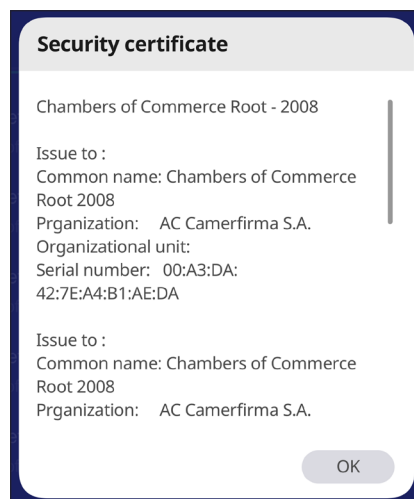 Security certificate
Chambers of Commerce Root - 2008
Issue to :
Common name: Chambers of Commerce
Root 2008
Prganization: AC Camerfirma S.A.
Organizational unit:
Serial number: 00:A3:DA:
42:7E:A4:B1:AE:DA
Issue to :
Common name: Chambers of Commerce
Root 2008
Prganization: AC Camerfirma S.A.
OK